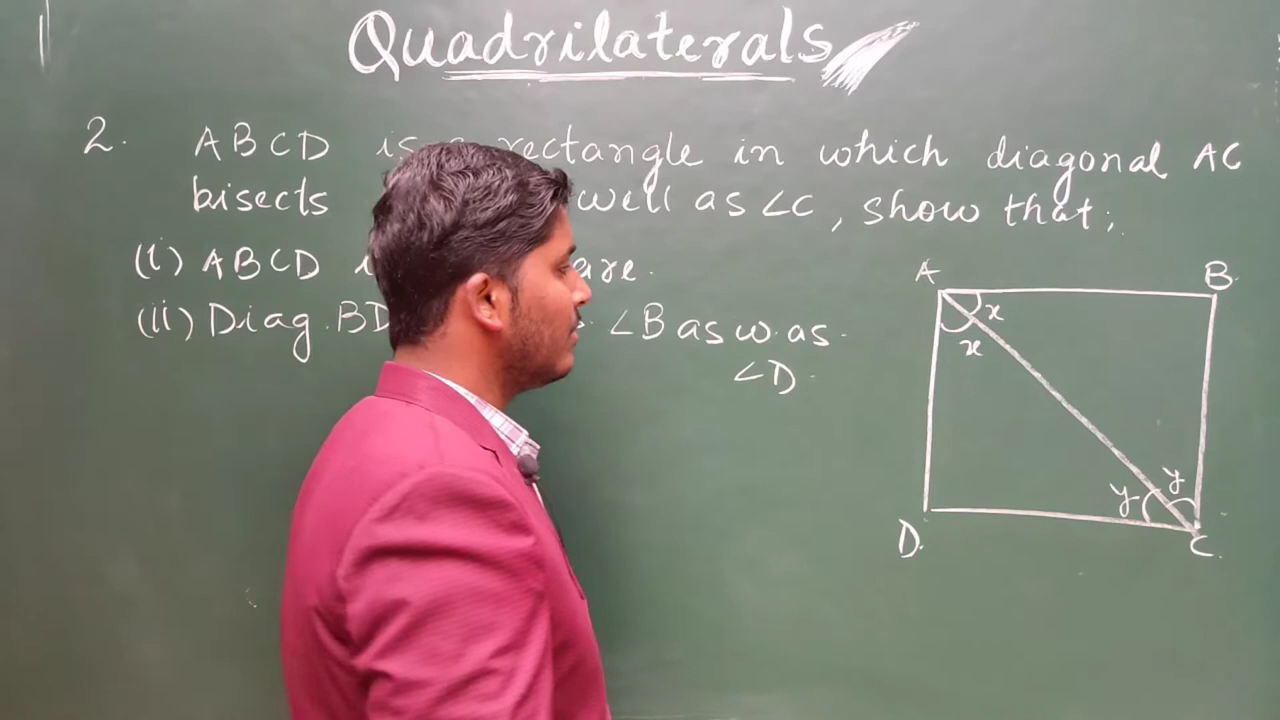 Quadrilaterals
2. ABCD is rectangle in which diagonal AC
bisects well as ∠C, show that;
(i) ABCD
(ii) Diag. BD ∠B as w. as
∠D.
A
B
x
x
y
y
D.
C.